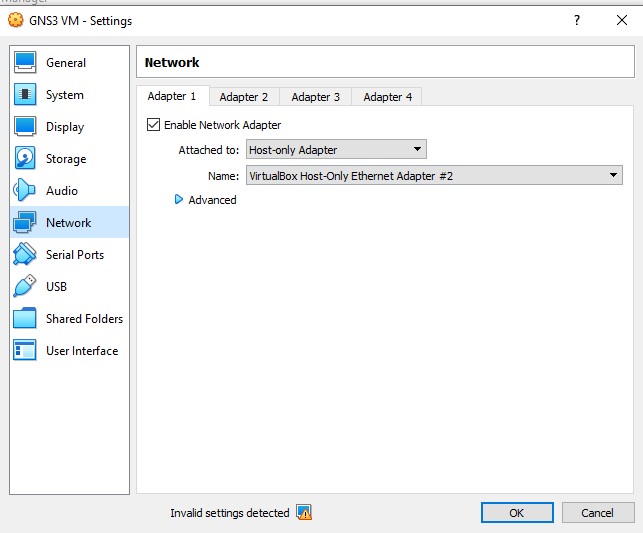 Manager
GNS3 VM - Settings
?
General
System
Display
Storage
Audio
Network
Serial Ports
USB
Shared Folders
User Interface
Network
Adapter 1 Adapter 2 Adapter 3 Adapter 4
Enable Network Adapter
Attached to: Host-only Adapter
Name: VirtualBox Host-Only Ethernet Adapter #2
Advanced
Invalid settings detected
OK Cancel